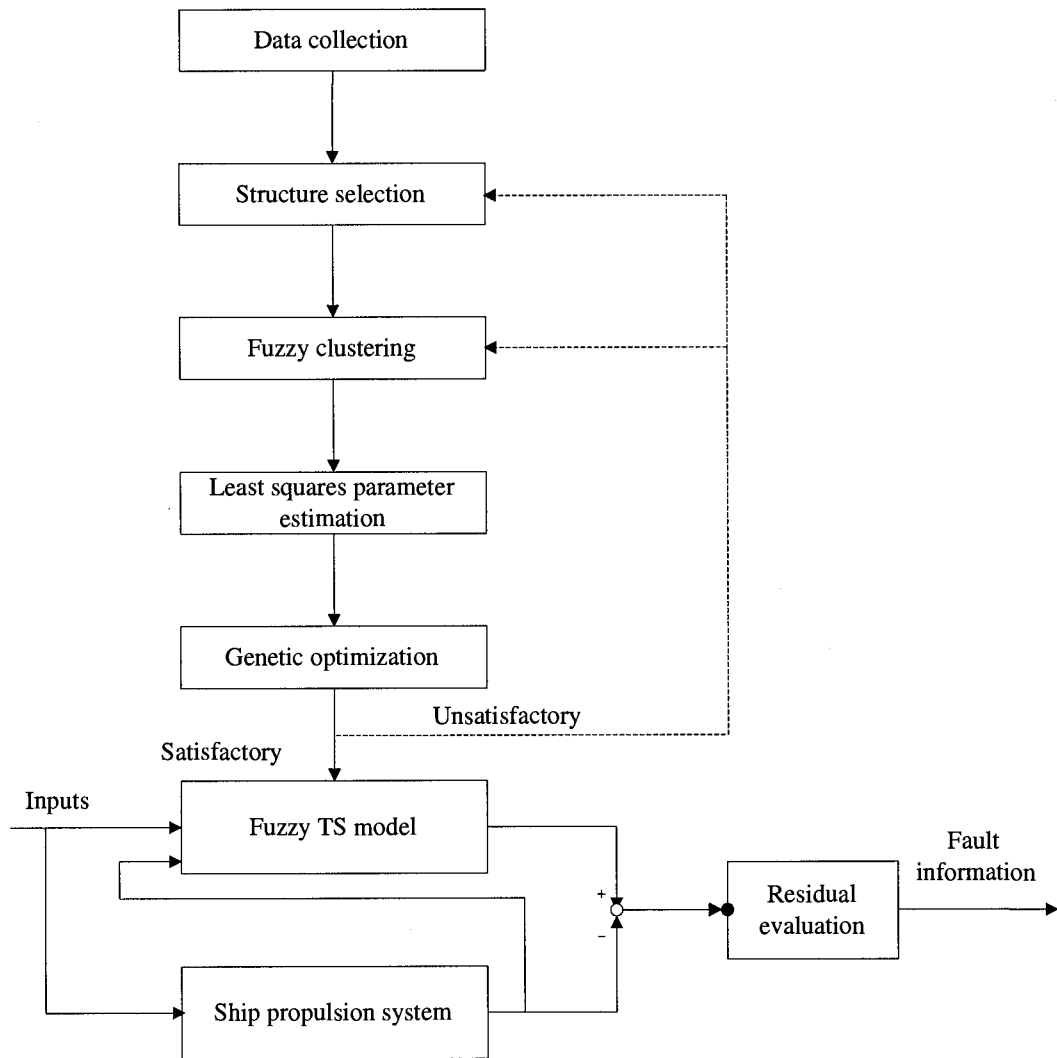 Data collection
Structure selection
Fuzzy clustering
Least squares parameter
estimation
Genetic optimization
Unsatisfactory
Satisfactory
Inputs
Fuzzy TS model
Fault
information
+
Residual
evaluation
−
Ship propulsion system